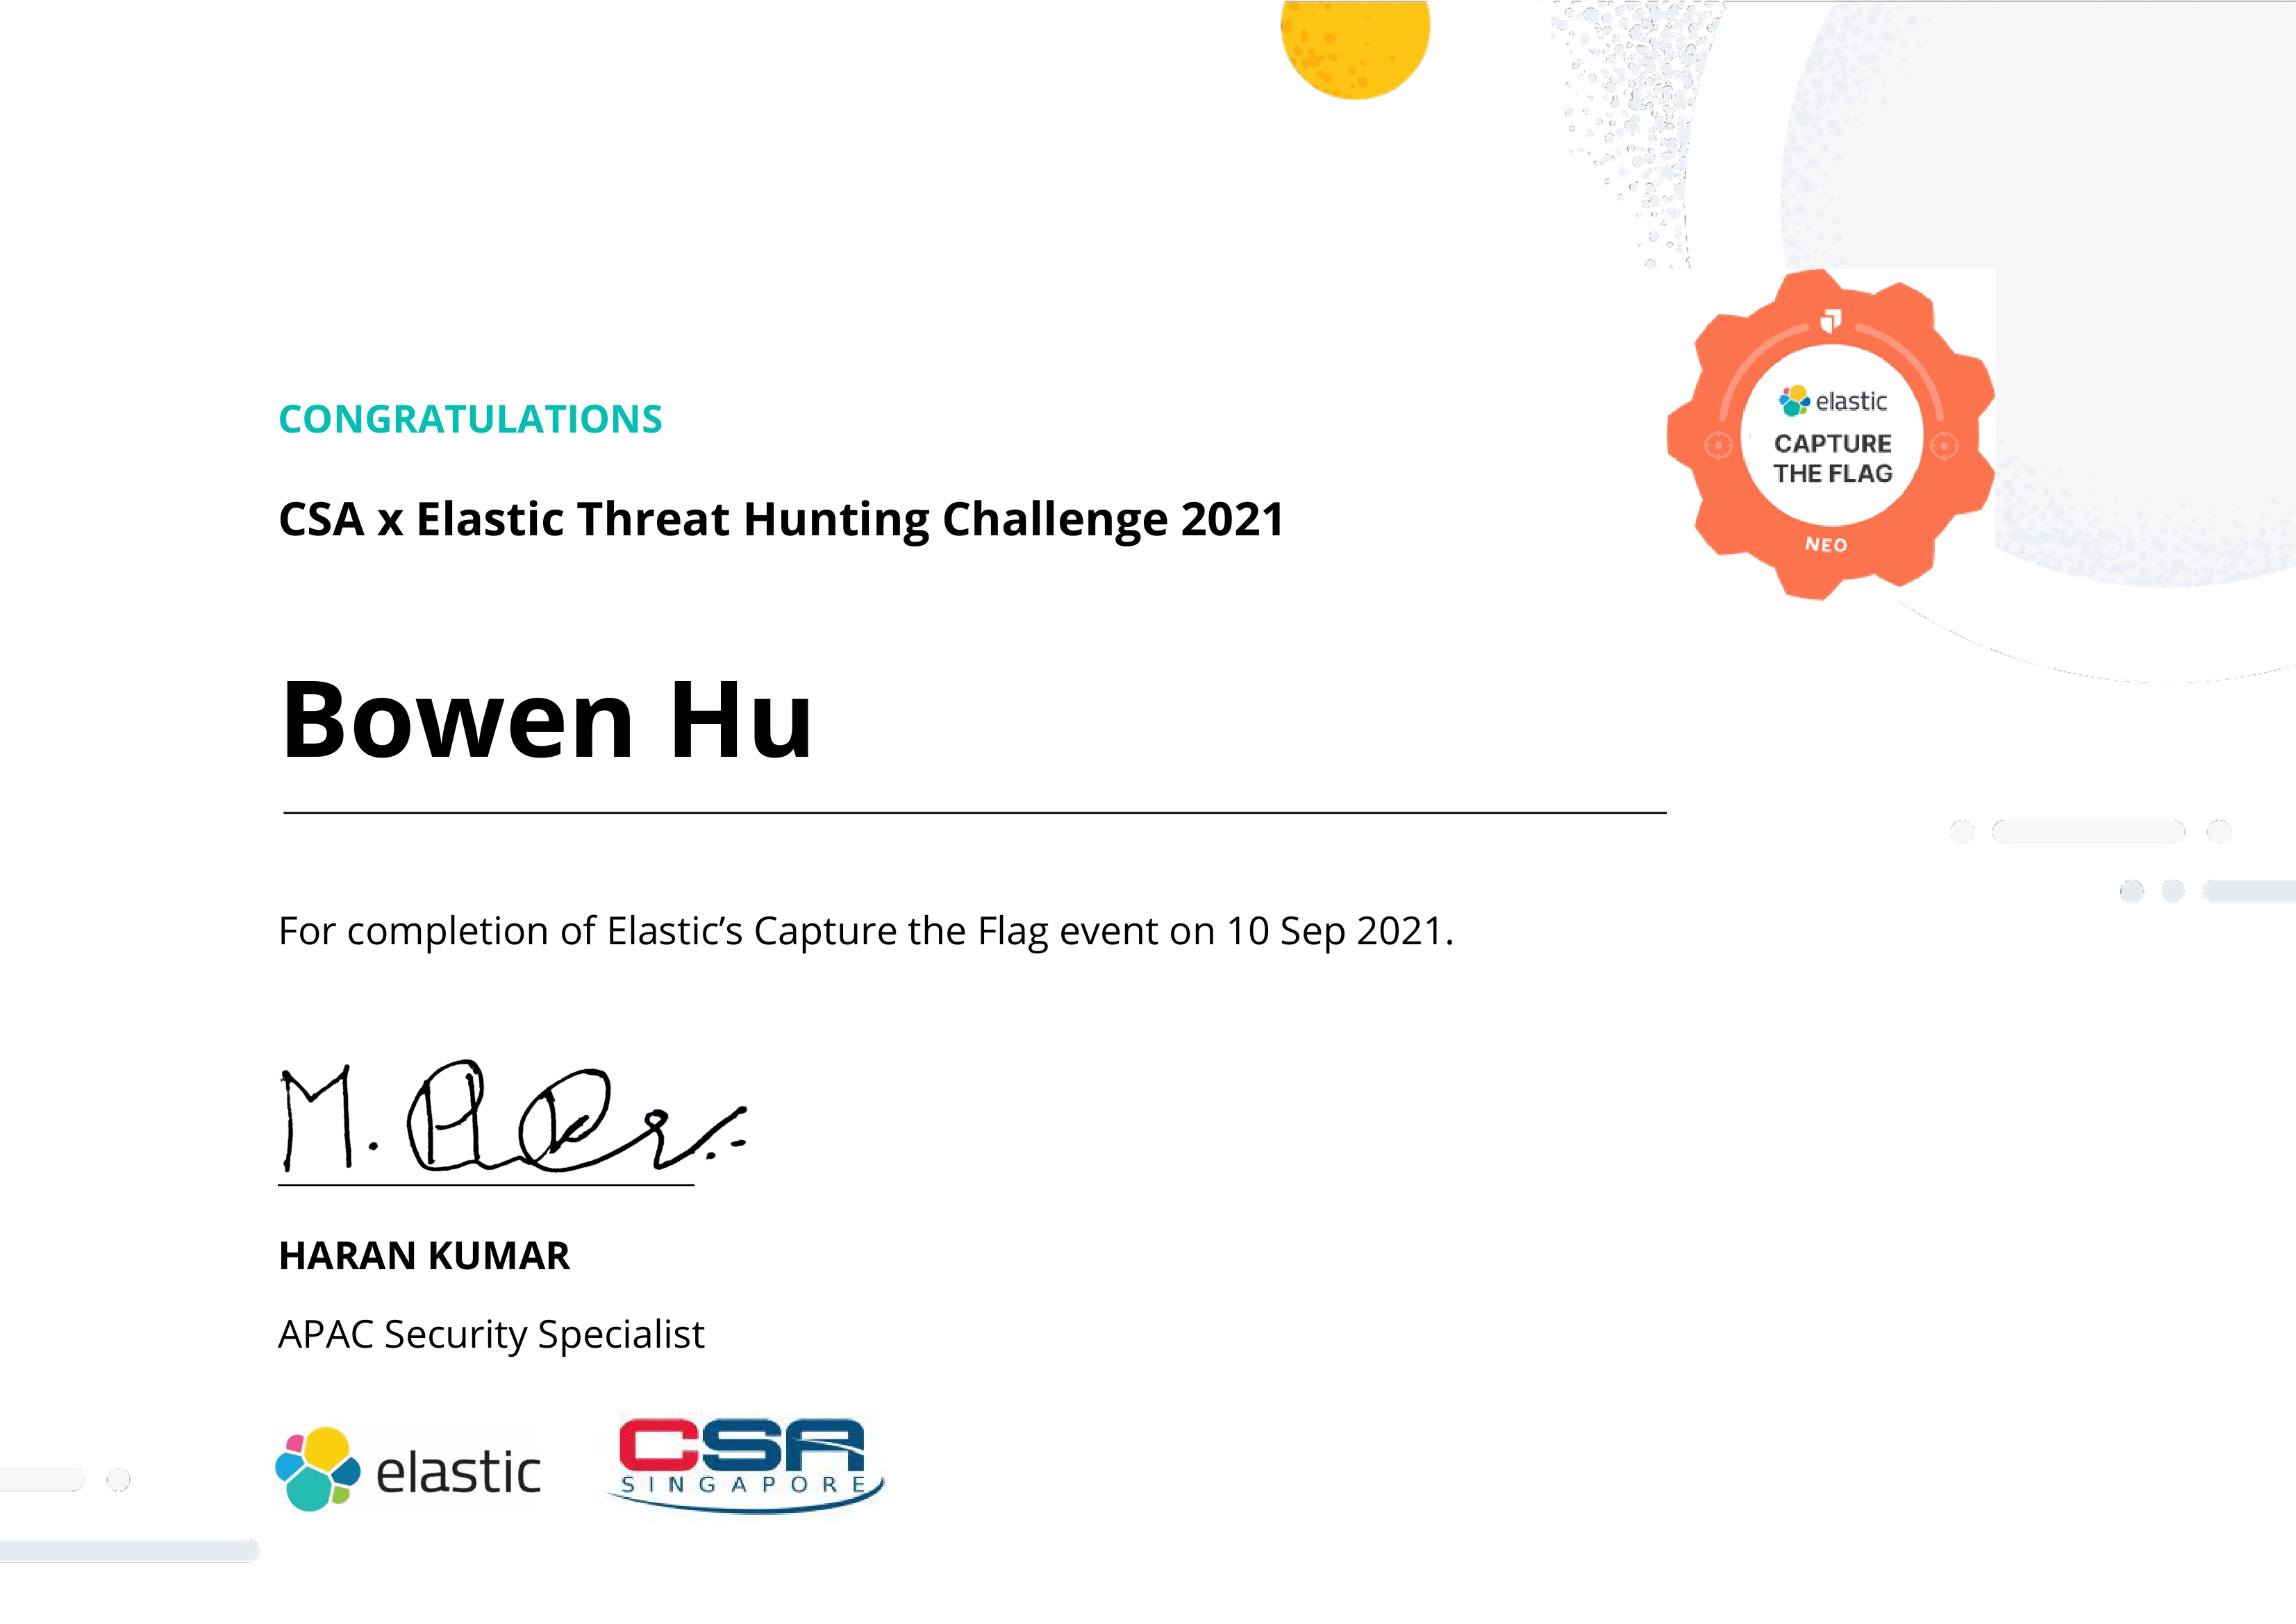 elastic
CAPTURE
THE FLAG
NEO
CONGRATULATIONS
CSA x Elastic Threat Hunting Challenge 2021
Bowen Hu
For completion of Elastic’s Capture the Flag event on 10 Sep 2021.
HARAN KUMAR
APAC Security Specialist
elastic
CSA
SINGAPORE